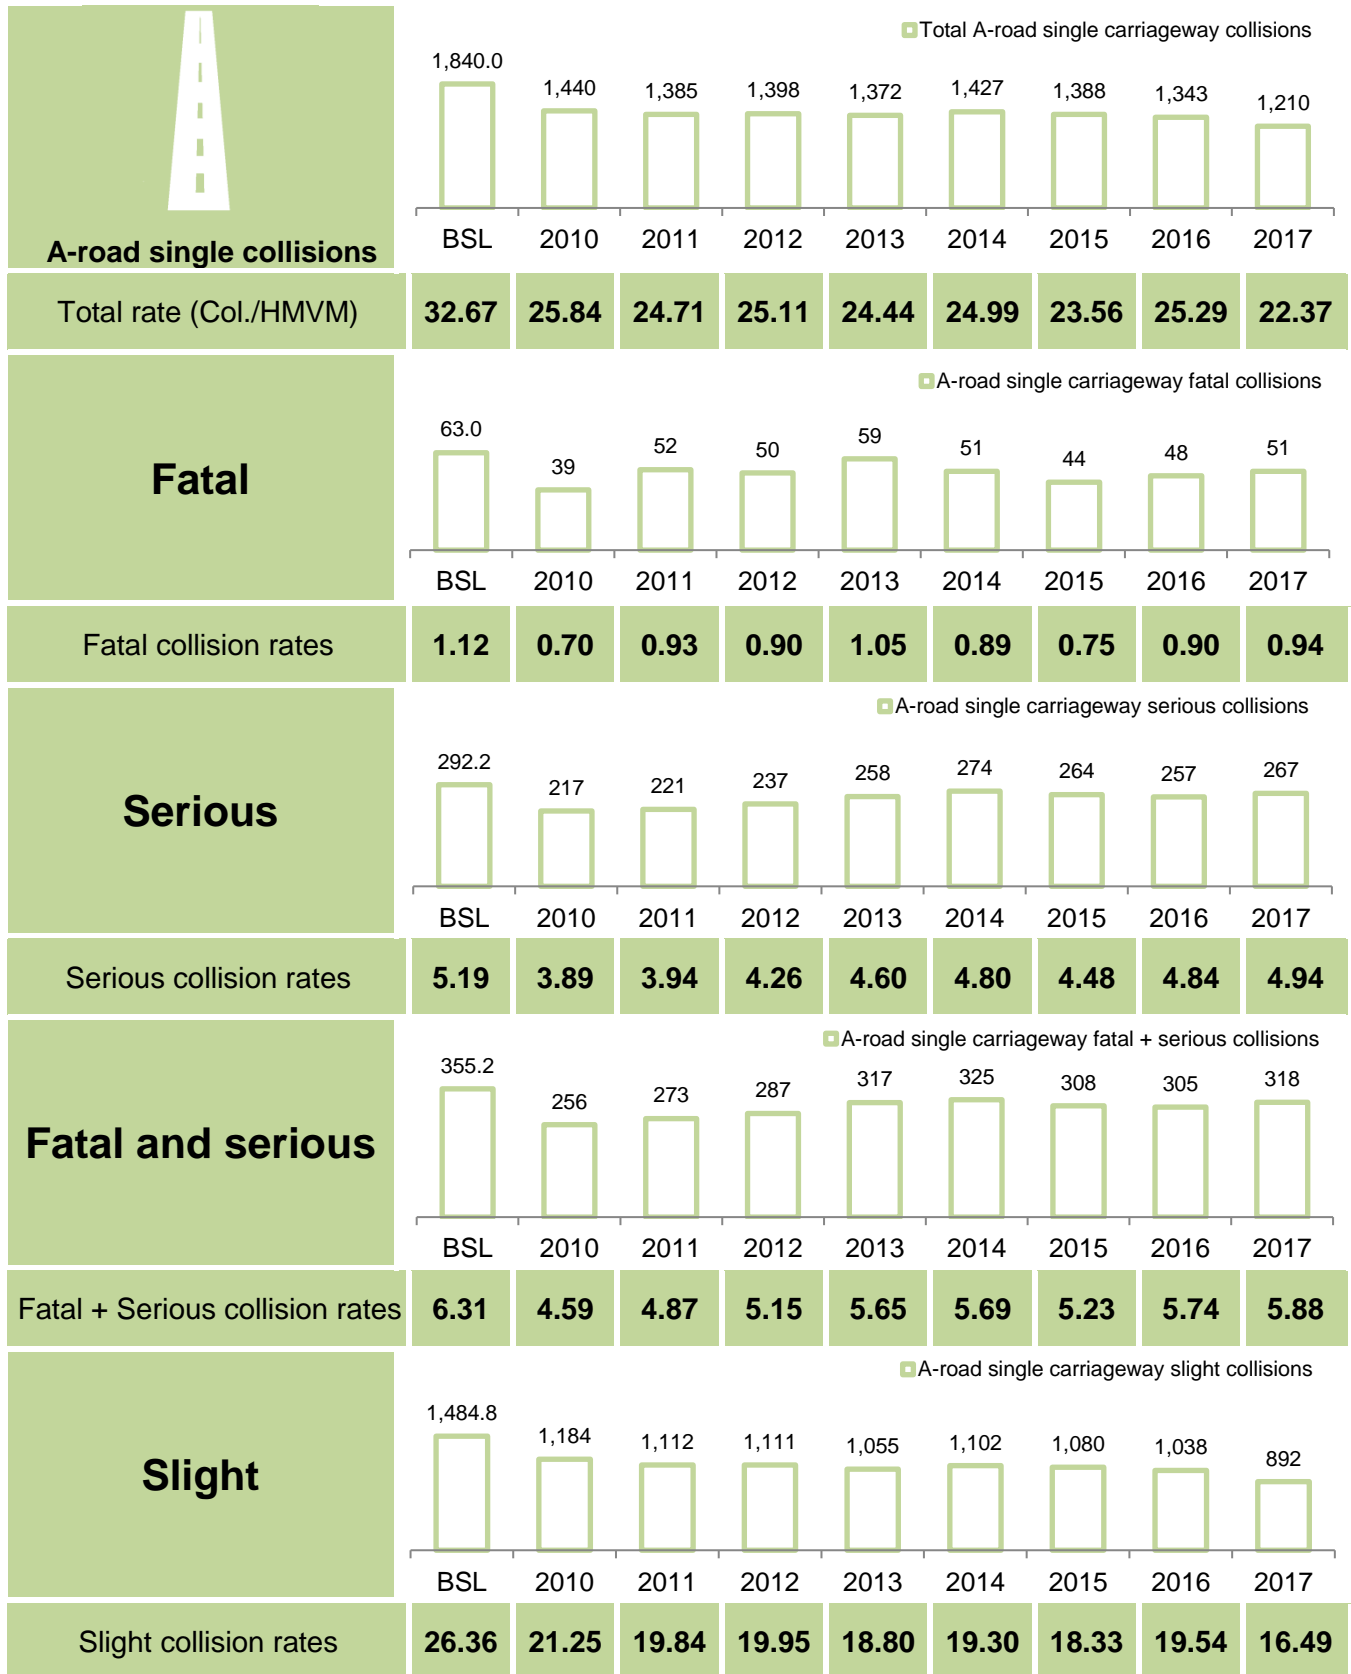 Total A-road single carriageway collisions
1,840.0 1,440 1,385 1,398 1,372 1,427 1,388 1,343 1,210
BSL 2010 2011 2012 2013 2014 2015 2016 2017
A-road single collisions
Total rate (Col./HMVM) 32.67 25.84 24.71 25.11 24.44 24.99 23.56 25.29 22.37
A-road single carriageway fatal collisions
63.0 39 52 50 59 51 44 48 51
Fatal
BSL 2010 2011 2012 2013 2014 2015 2016 2017
Fatal collision rates 1.12 0.70 0.93 0.90 1.05 0.89 0.75 0.90 0.94
A-road single carriageway serious collisions
292.2 217 221 237 258 274 264 257 267
Serious
BSL 2010 2011 2012 2013 2014 2015 2016 2017
Serious collision rates 5.19 3.89 3.94 4.26 4.60 4.80 4.48 4.84 4.94
A-road single carriageway fatal + serious collisions
355.2 256 273 287 317 325 308 305 318
Fatal and serious
BSL 2010 2011 2012 2013 2014 2015 2016 2017
Fatal + Serious collision rates 6.31 4.59 4.87 5.15 5.65 5.69 5.23 5.74 5.88
A-road single carriageway slight collisions
1,484.8 1,184 1,112 1,111 1,055 1,102 1,080 1,038 892
Slight
BSL 2010 2011 2012 2013 2014 2015 2016 2017
Slight collision rates 26.36 21.25 19.84 19.95 18.80 19.30 18.33 19.54 16.49